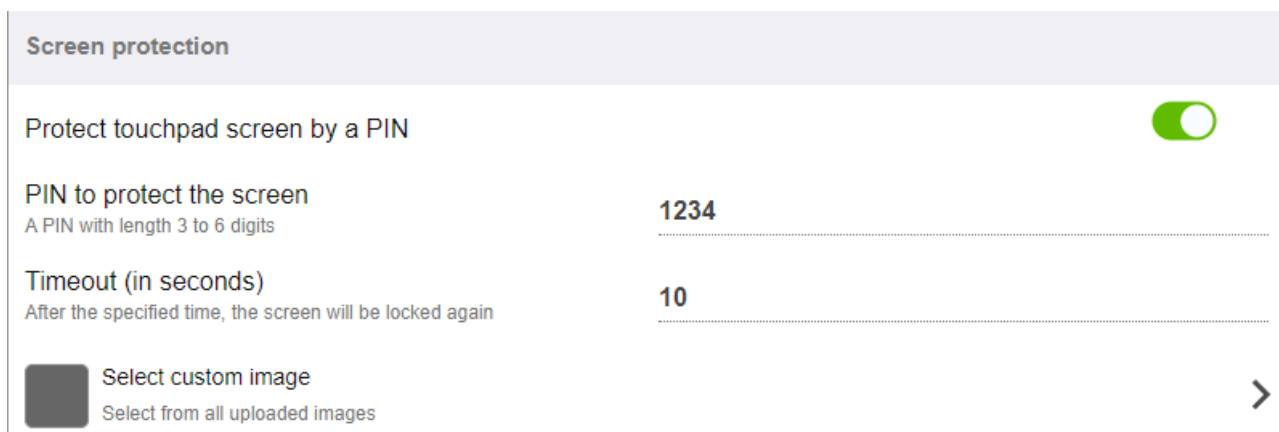 Screen protection
Protect touchpad screen by a PIN
PIN to protect the screen
A PIN with length 3 to 6 digits
1234
Timeout (in seconds)
After the specified time, the screen will be locked again
10
Select custom image
Select from all uploaded images